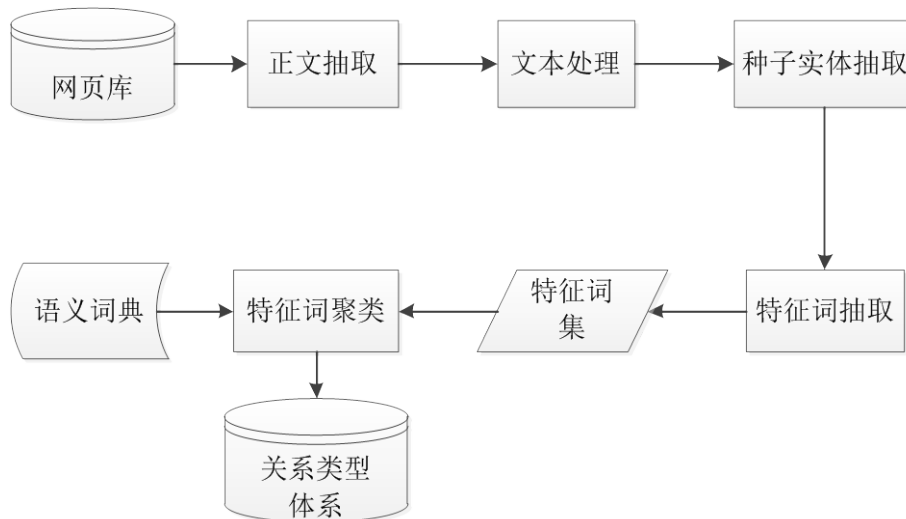 网页库
正文抽取
文本处理
种子实体抽取
语义词典
特征词聚类
特征词
集
特征词抽取
关系类型
体系